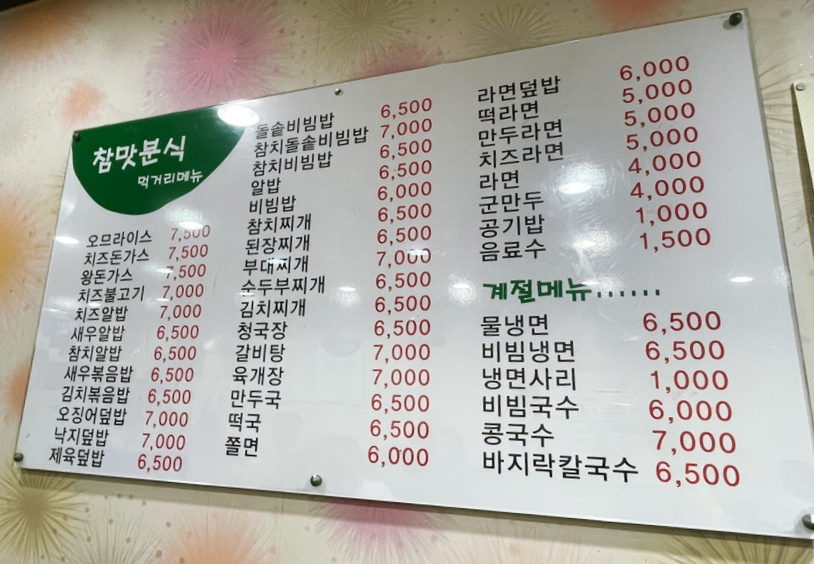 참맛분식
먹거리메뉴
오므라이스 7,500
치즈돈가스 7,500
왕돈가스 7,500
치즈불고기 7,000
치즈알밥 7,000
새우알밥 6,500
참치알밥 6,500
새우볶음밥 6,500
김치볶음밥 6,500
오징어덮밥 7,000
낙지덮밥 7,000
제육덮밥 6,500
돌솥비빔밥 6,500
참치돌솥비빔밥 7,000
참치비빔밥 6,500
알밥 6,500
비빔밥 6,000
참치찌개 6,500
된장찌개 6,500
부대찌개 7,000
순두부찌개 6,500
김치찌개 6,500
청국장 6,500
갈비탕 7,000
육개장 7,000
만두국 6,500
떡국 6,500
쫄면 6,000
라면덮밥 6,000
떡라면 5,000
만두라면 5,000
치즈라면 5,000
라면 4,000
군만두 4,000
공기밥 1,000
음료수 1,500
계절메뉴......
물냉면 6,500
비빔냉면 6,500
냉면사리 1,000
비빔국수 6,000
콩국수 7,000
바지락칼국수 6,500